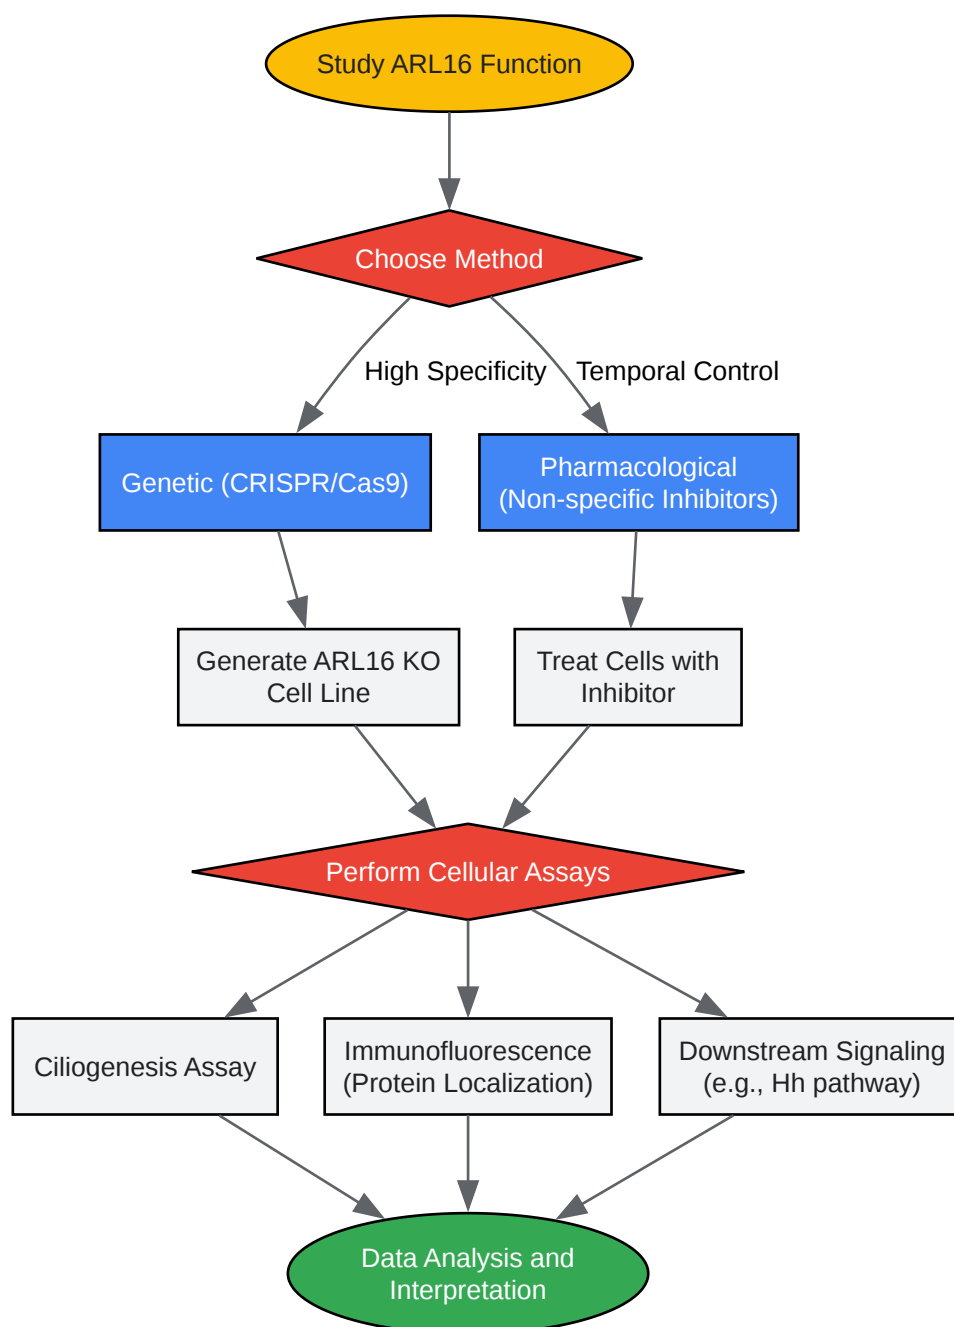 Study ARL16 Function
Choose Method
High Specificity
Temporal Control
Genetic (CRISPR/Cas9)
Pharmacological
(Non-specific Inhibitors)
Generate ARL16 KO
Cell Line
Treat Cells with
Inhibitor
Perform Cellular Assays
Ciliogenesis Assay
Immunofluorescence
(Protein Localization)
Downstream Signaling
(e.g., Hh pathway)
Data Analysis and
Interpretation